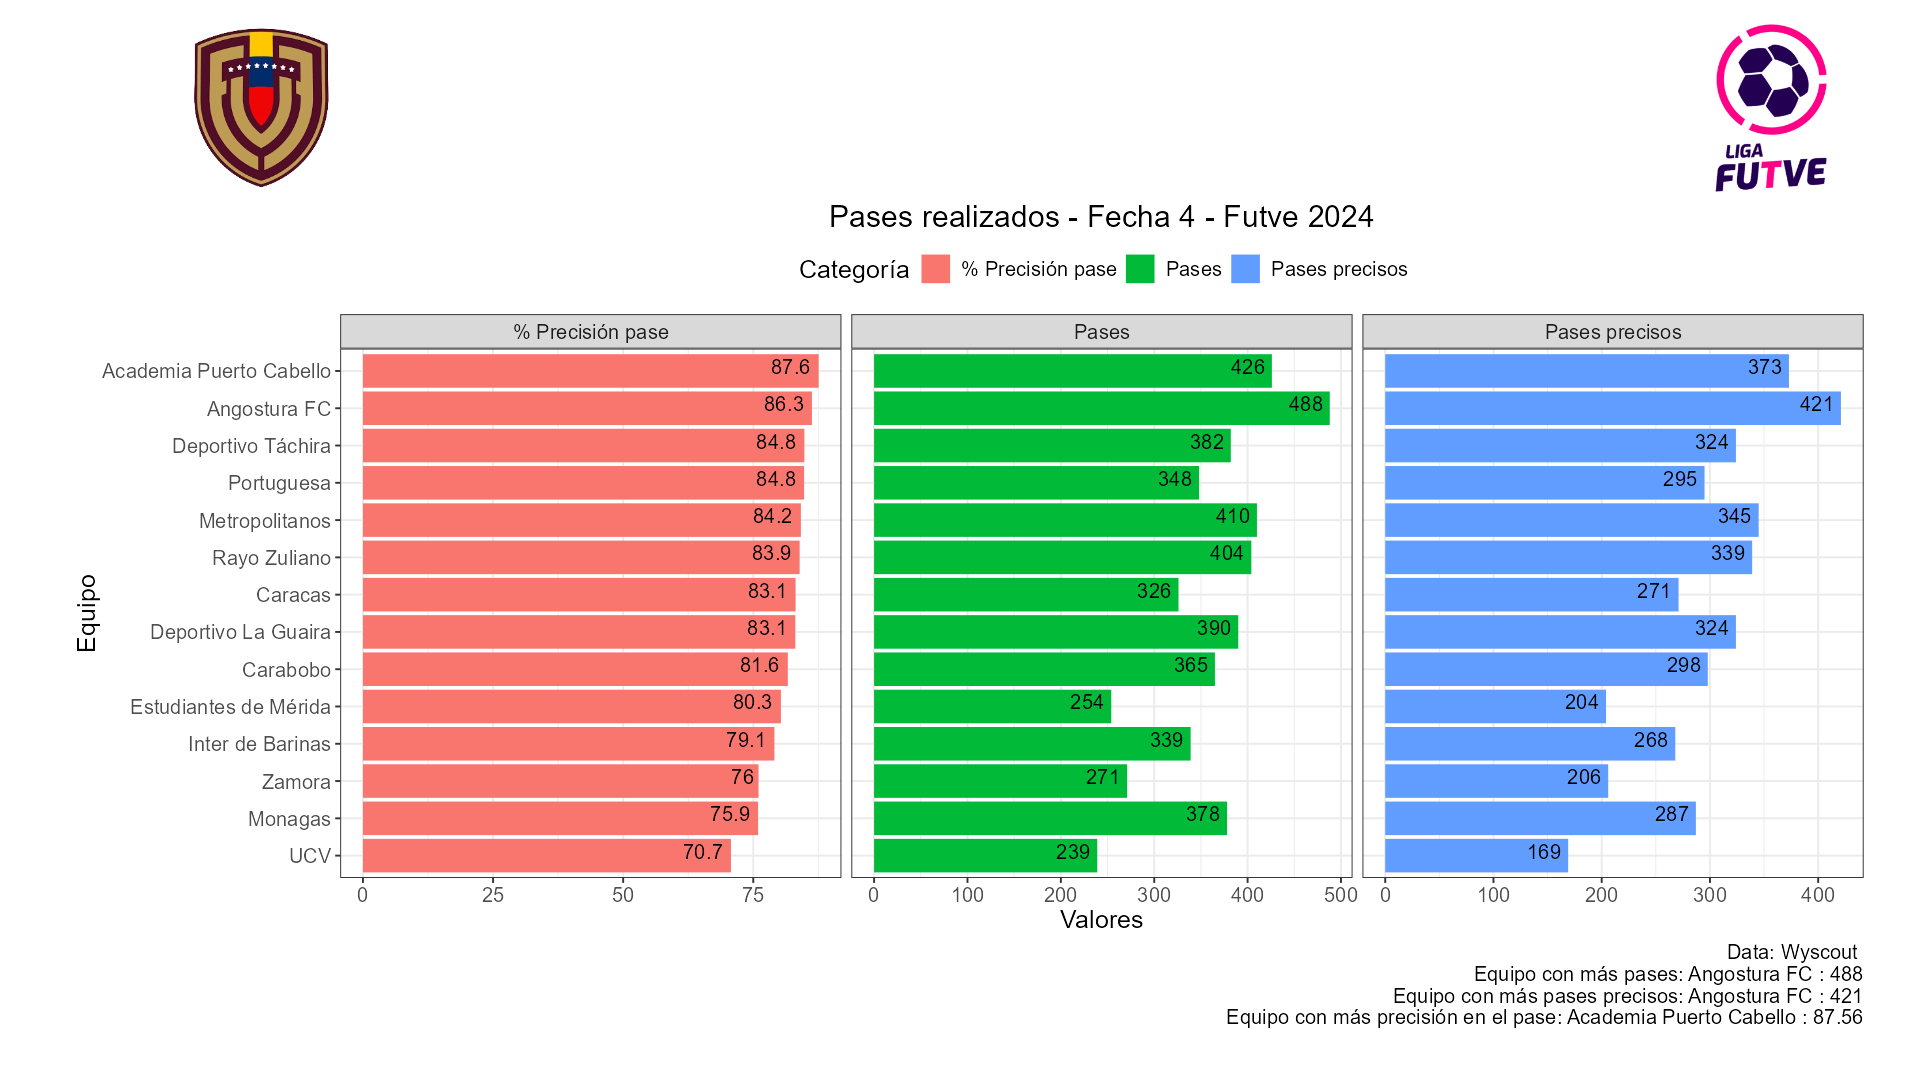 LIGA
FUTVE
Pases realizados - Fecha 4 - Futve 2024
Categoría % Precisión pase Pases Pases precisos
% Precisión pase Pases Pases precisos
Academia Puerto Cabello 87.6 426 373
Angostura FC 86.3 488 421
Deportivo Táchira 84.8 382 324
Portuguesa 84.8 348 295
Metropolitanos 84.2 410 345
Rayo Zuliano 83.9 404 339
Caracas 83.1 326 271
Deportivo La Guaira 83.1 390 324
Carabobo 81.6 365 298
Estudiantes de Mérida 80.3 254 204
Inter de Barinas 79.1 339 268
Zamora 76 271 206
Monagas 75.9 378 287
UCV 70.7 239 169
Equipo
0 25 50 75 0 100 200 300 400 500 0 100 200 300 400
Valores
Data: Wyscout
Equipo con más pases: Angostura FC : 488
Equipo con más pases precisos: Angostura FC : 421
Equipo con más precisión en el pase: Academia Puerto Cabello : 87.56